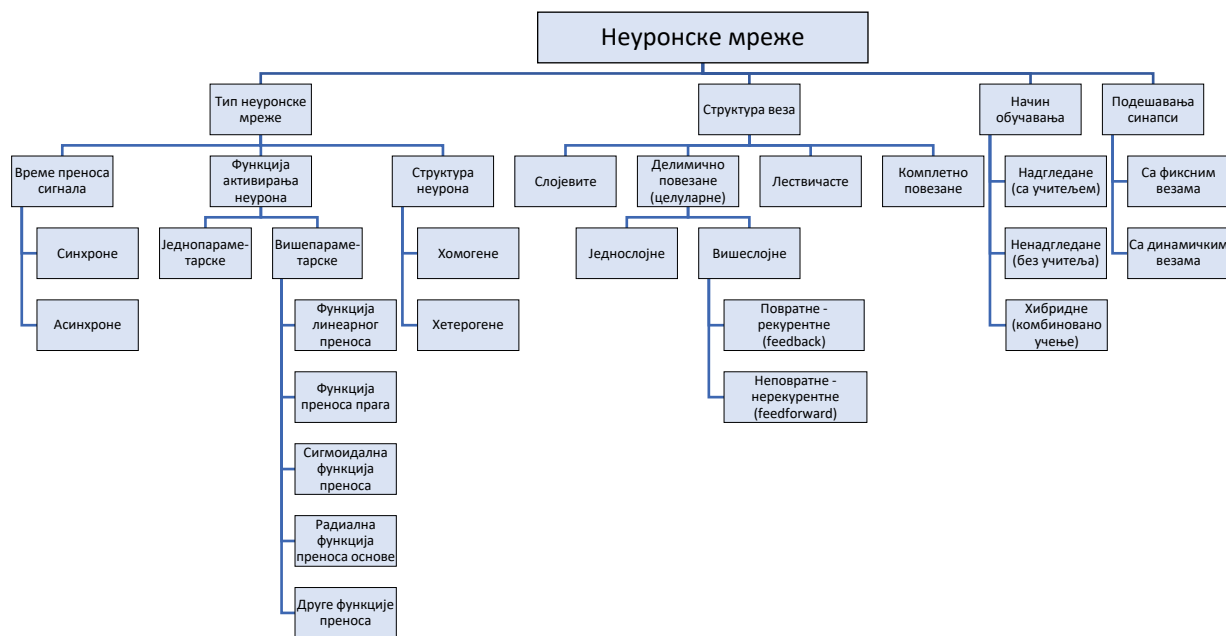 Неуронске мреже
Тип неуронске
мреже
Структура веза
Начин
обучавања
Подешавања
синапси
Време преноса
сигнала
Функција
активирања
неурона
Структура
неурона
Слојевите
Делимично
повезане
(целуларне)
Лествичасте
Комплетно
повезане
Надгледане
(са учитељем)
Са фиксним
везама
Синхроне
Једнопараме-
тарске
Вишепараме-
тарске
Хомогене
Једнослојне
Вишеслојне
Ненадгледане
(без учитеља)
Са динамичким
везама
Асинхроне
Функција
линеарног
преноса
Хетерогене
Повратне -
рекурентне
(feedback)
Хибридне
(комбиновано
учење)
Функција
преноса прага
Неповратне -
нерекурентне
(feedforward)
Сигмоидална
функција
преноса
Радиална
функција
преноса основе
Друге функције
преноса